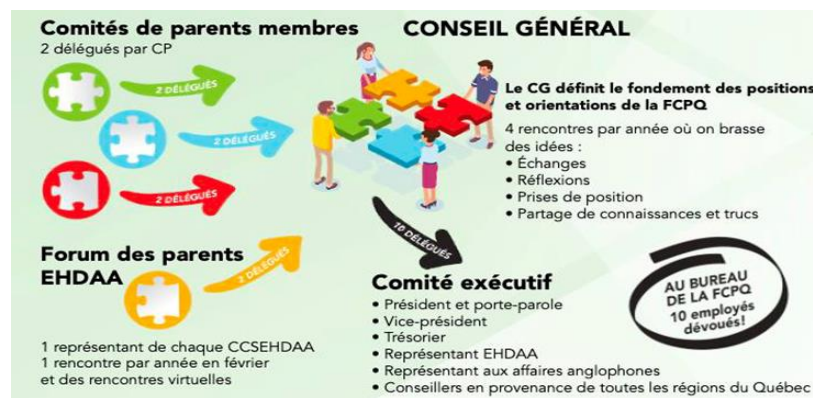 Comités de parents membres
2 délégués par CP
2 DÉLÉGUÉS
2 DÉLÉGUÉS
2 DÉLÉGUÉS
Forum des parents
EHDAA
2 DÉLÉGUÉS
1 représentant de chaque CCSEHDAA
1 rencontre par année en février
et des rencontres virtuelles
CONSEIL GÉNÉRAL
Le CG définit le fondement des positions
et orientations de la FCPQ
4 rencontres par année où on brasse
des idées :
• Échanges
• Réflexions
• Prises de position
• Partage de connaissances et trucs
10 DÉLÉGUÉS
Comité exécutif
• Président et porte-parole
• Vice-président
• Trésorier
• Représentant EHDAA
• Représentant aux affaires anglophones
• Conseillers en provenance de toutes les régions du Québec
AU BUREAU
DE LA FCPQ
10 employés
dévoués!